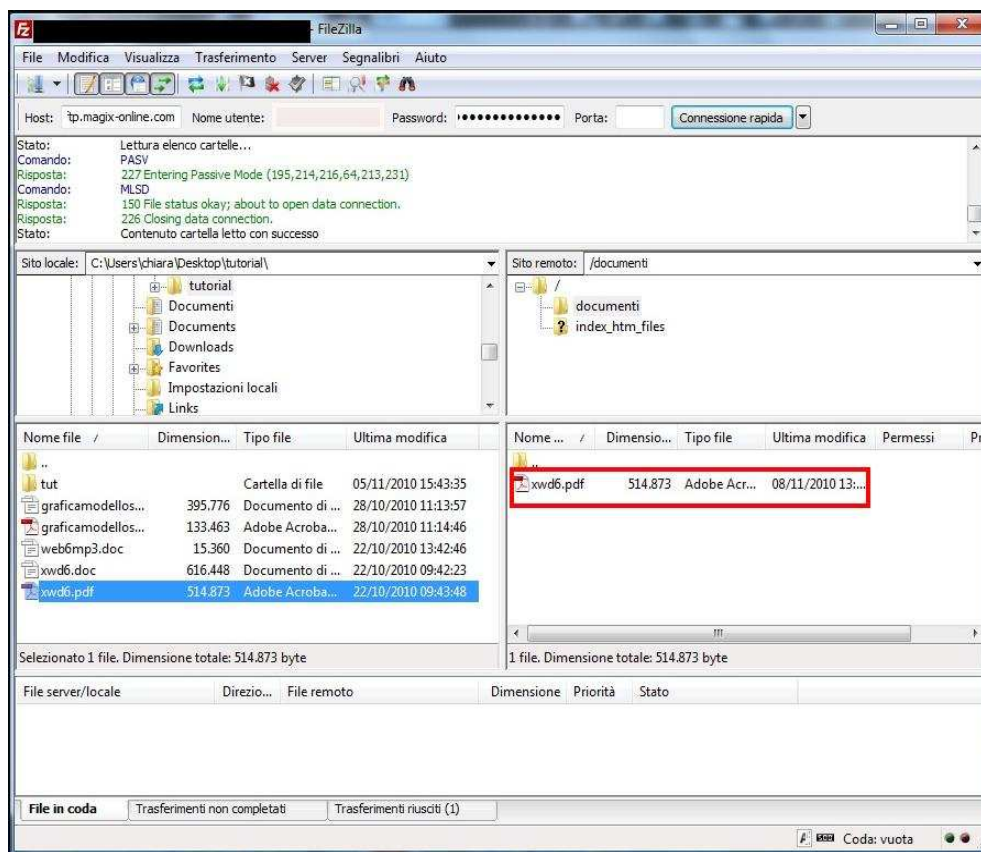 - FileZilla
File Modifica Visualizza Trasferimento Server Segnalibri Aiuto
Host: tp.magix-online.com Nome utente: Password: ●●●●●●●●●●●●●● Porta: Connessione rapida
Stato: Lettura elenco cartelle...
Comando: PASV
Risposta: 227 Entering Passive Mode (195,214,216,64,213,231)
Comando: MLSD
Risposta: 150 File status okay; about to open data connection.
Risposta: 226 Closing data connection.
Stato: Contenuto cartella letto con successo
Sito locale: C:\Users\chiara\Desktop\tutorial\
tutorial
Documenti
Documents
Downloads
Favorites
Impostazioni locali
Links
Sito remoto: /documenti
/
documenti
? index_htm_files
Nome file / Dimension... Tipo file Ultima modifica
..
tut Cartella di file 05/11/2010 15:43:35
graficamodellos... 395.776 Documento di ... 28/10/2010 11:13:57
graficamodellos... 133.463 Adobe Acroba... 28/10/2010 11:14:46
web6mp3.doc 15.360 Documento di ... 22/10/2010 13:42:46
xwd6.doc 616.448 Documento di ... 22/10/2010 09:42:23
xwd6.pdf 514.873 Adobe Acroba... 22/10/2010 09:43:48
Selezionato 1 file. Dimensione totale: 514.873 byte
Nome ... / Dimensio... Tipo file Ultima modifica Permessi Pr
..
xwd6.pdf 514.873 Adobe Acr... 08/11/2010 13:...
1 file. Dimensione totale: 514.873 byte
File server/locale Direzio... File remoto Dimensione Priorità Stato
File in coda Trasferimenti non completati Trasferimenti riusciti (1)
Coda: vuota